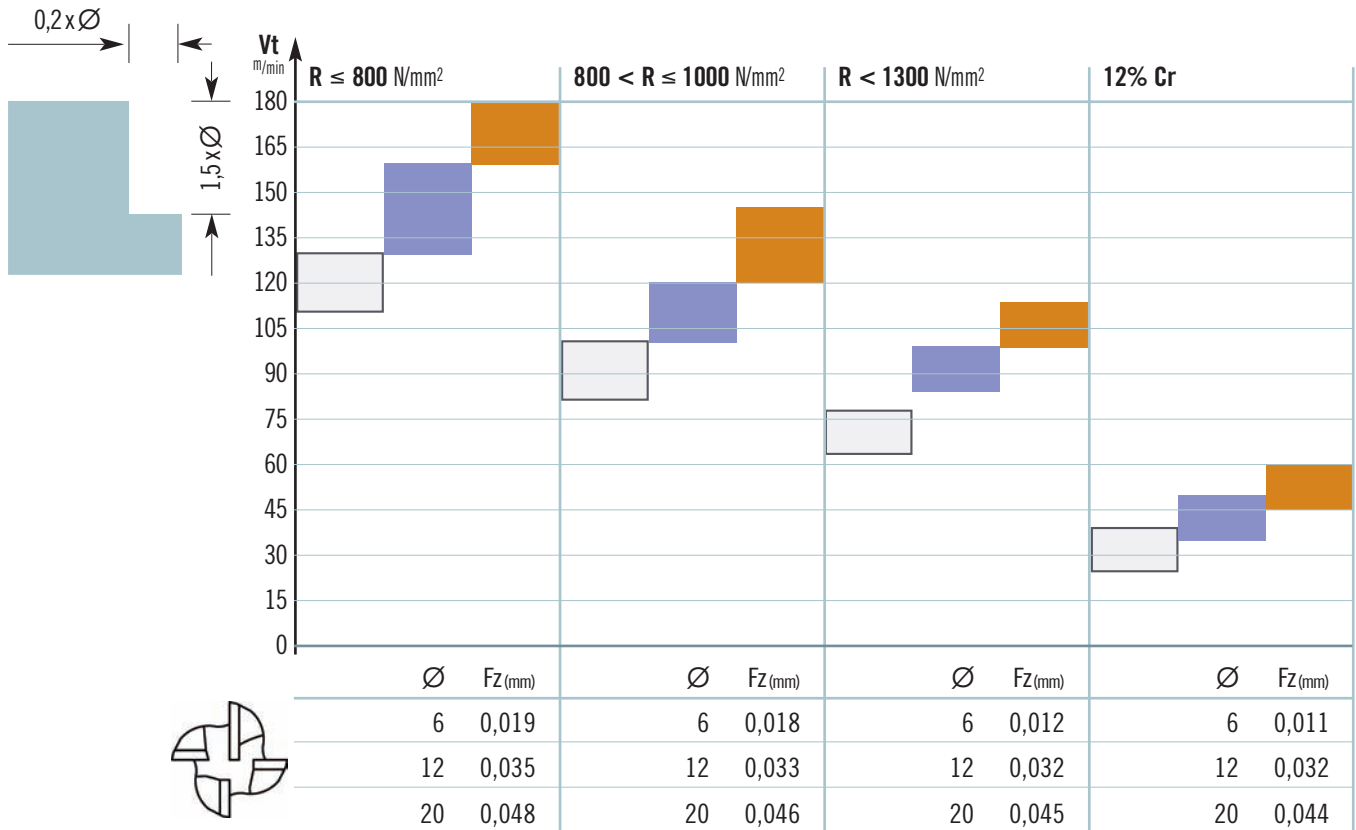 0,2 x Ø
1,5 x Ø
Vt
m/min
R ≤ 800 N/mm² 800 < R ≤ 1000 N/mm² R < 1300 N/mm² 12% Cr
180
165
150
135
120
105
90
75
60
45
30
15
0
Ø Fz(mm) Ø Fz(mm) Ø Fz(mm) Ø Fz(mm)
6 0,019 6 0,018 6 0,012 6 0,011
12 0,035 12 0,033 12 0,032 12 0,032
20 0,048 20 0,046 20 0,045 20 0,044